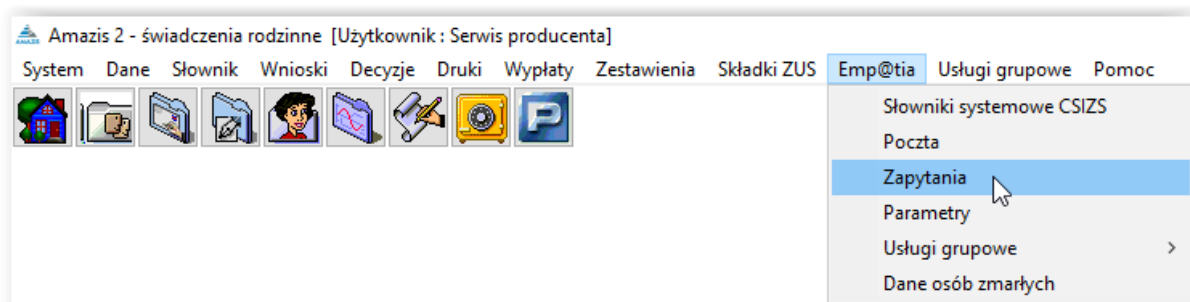 Amazis 2 - świadczenia rodzinne [Użytkownik : Serwis producenta]
System Dane Słownik Wnioski Decyzje Druki Wypłaty Zestawienia Składki ZUS Emp@tia Usługi grupowe Pomoc
Słowniki systemowe CSIZS
Poczta
Zapytania
Parametry
Usługi grupowe
Dane osób zmarłych